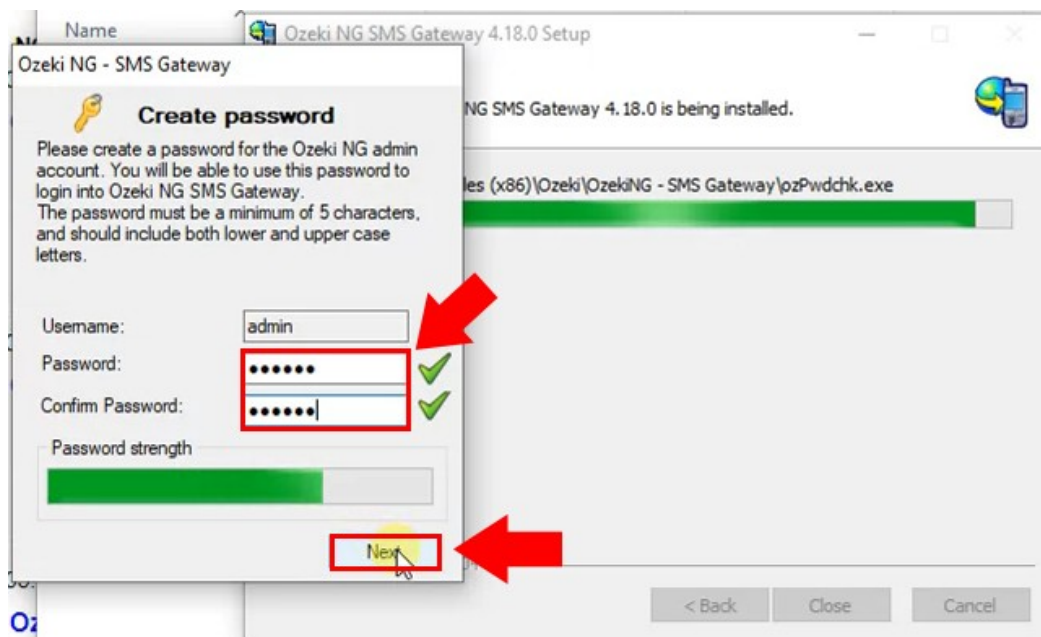 Name
Ozeki NG SMS Gateway 4.18.0 Setup
Ozeki NG - SMS Gateway
Create password
NG SMS Gateway 4.18.0 is being installed.
Please create a password for the Ozeki NG admin
account. You will be able to use this password to
login into Ozeki NG SMS Gateway.
The password must be a minimum of 5 characters,
and should include both lower and upper case
letters.
les (x86)\Ozeki\OzekiNG - SMS Gateway\ozPwdchk.exe
Username:
admin
Password:
••••••
Confirm Password:
••••••
Password strength
Next
< Back
Close
Cancel
Oz